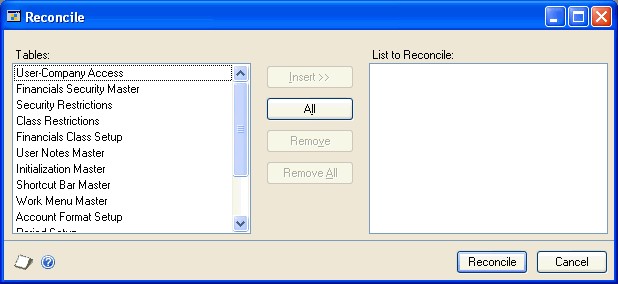 Reconcile
Tables:
User-Company Access
Financials Security Master
Security Restrictions
Class Restrictions
Financials Class Setup
User Notes Master
Initialization Master
Shortcut Bar Master
Work Menu Master
Account Format Setup
Period Setup
Insert >>
All
Remove
Remove All
List to Reconcile:
Reconcile
Cancel